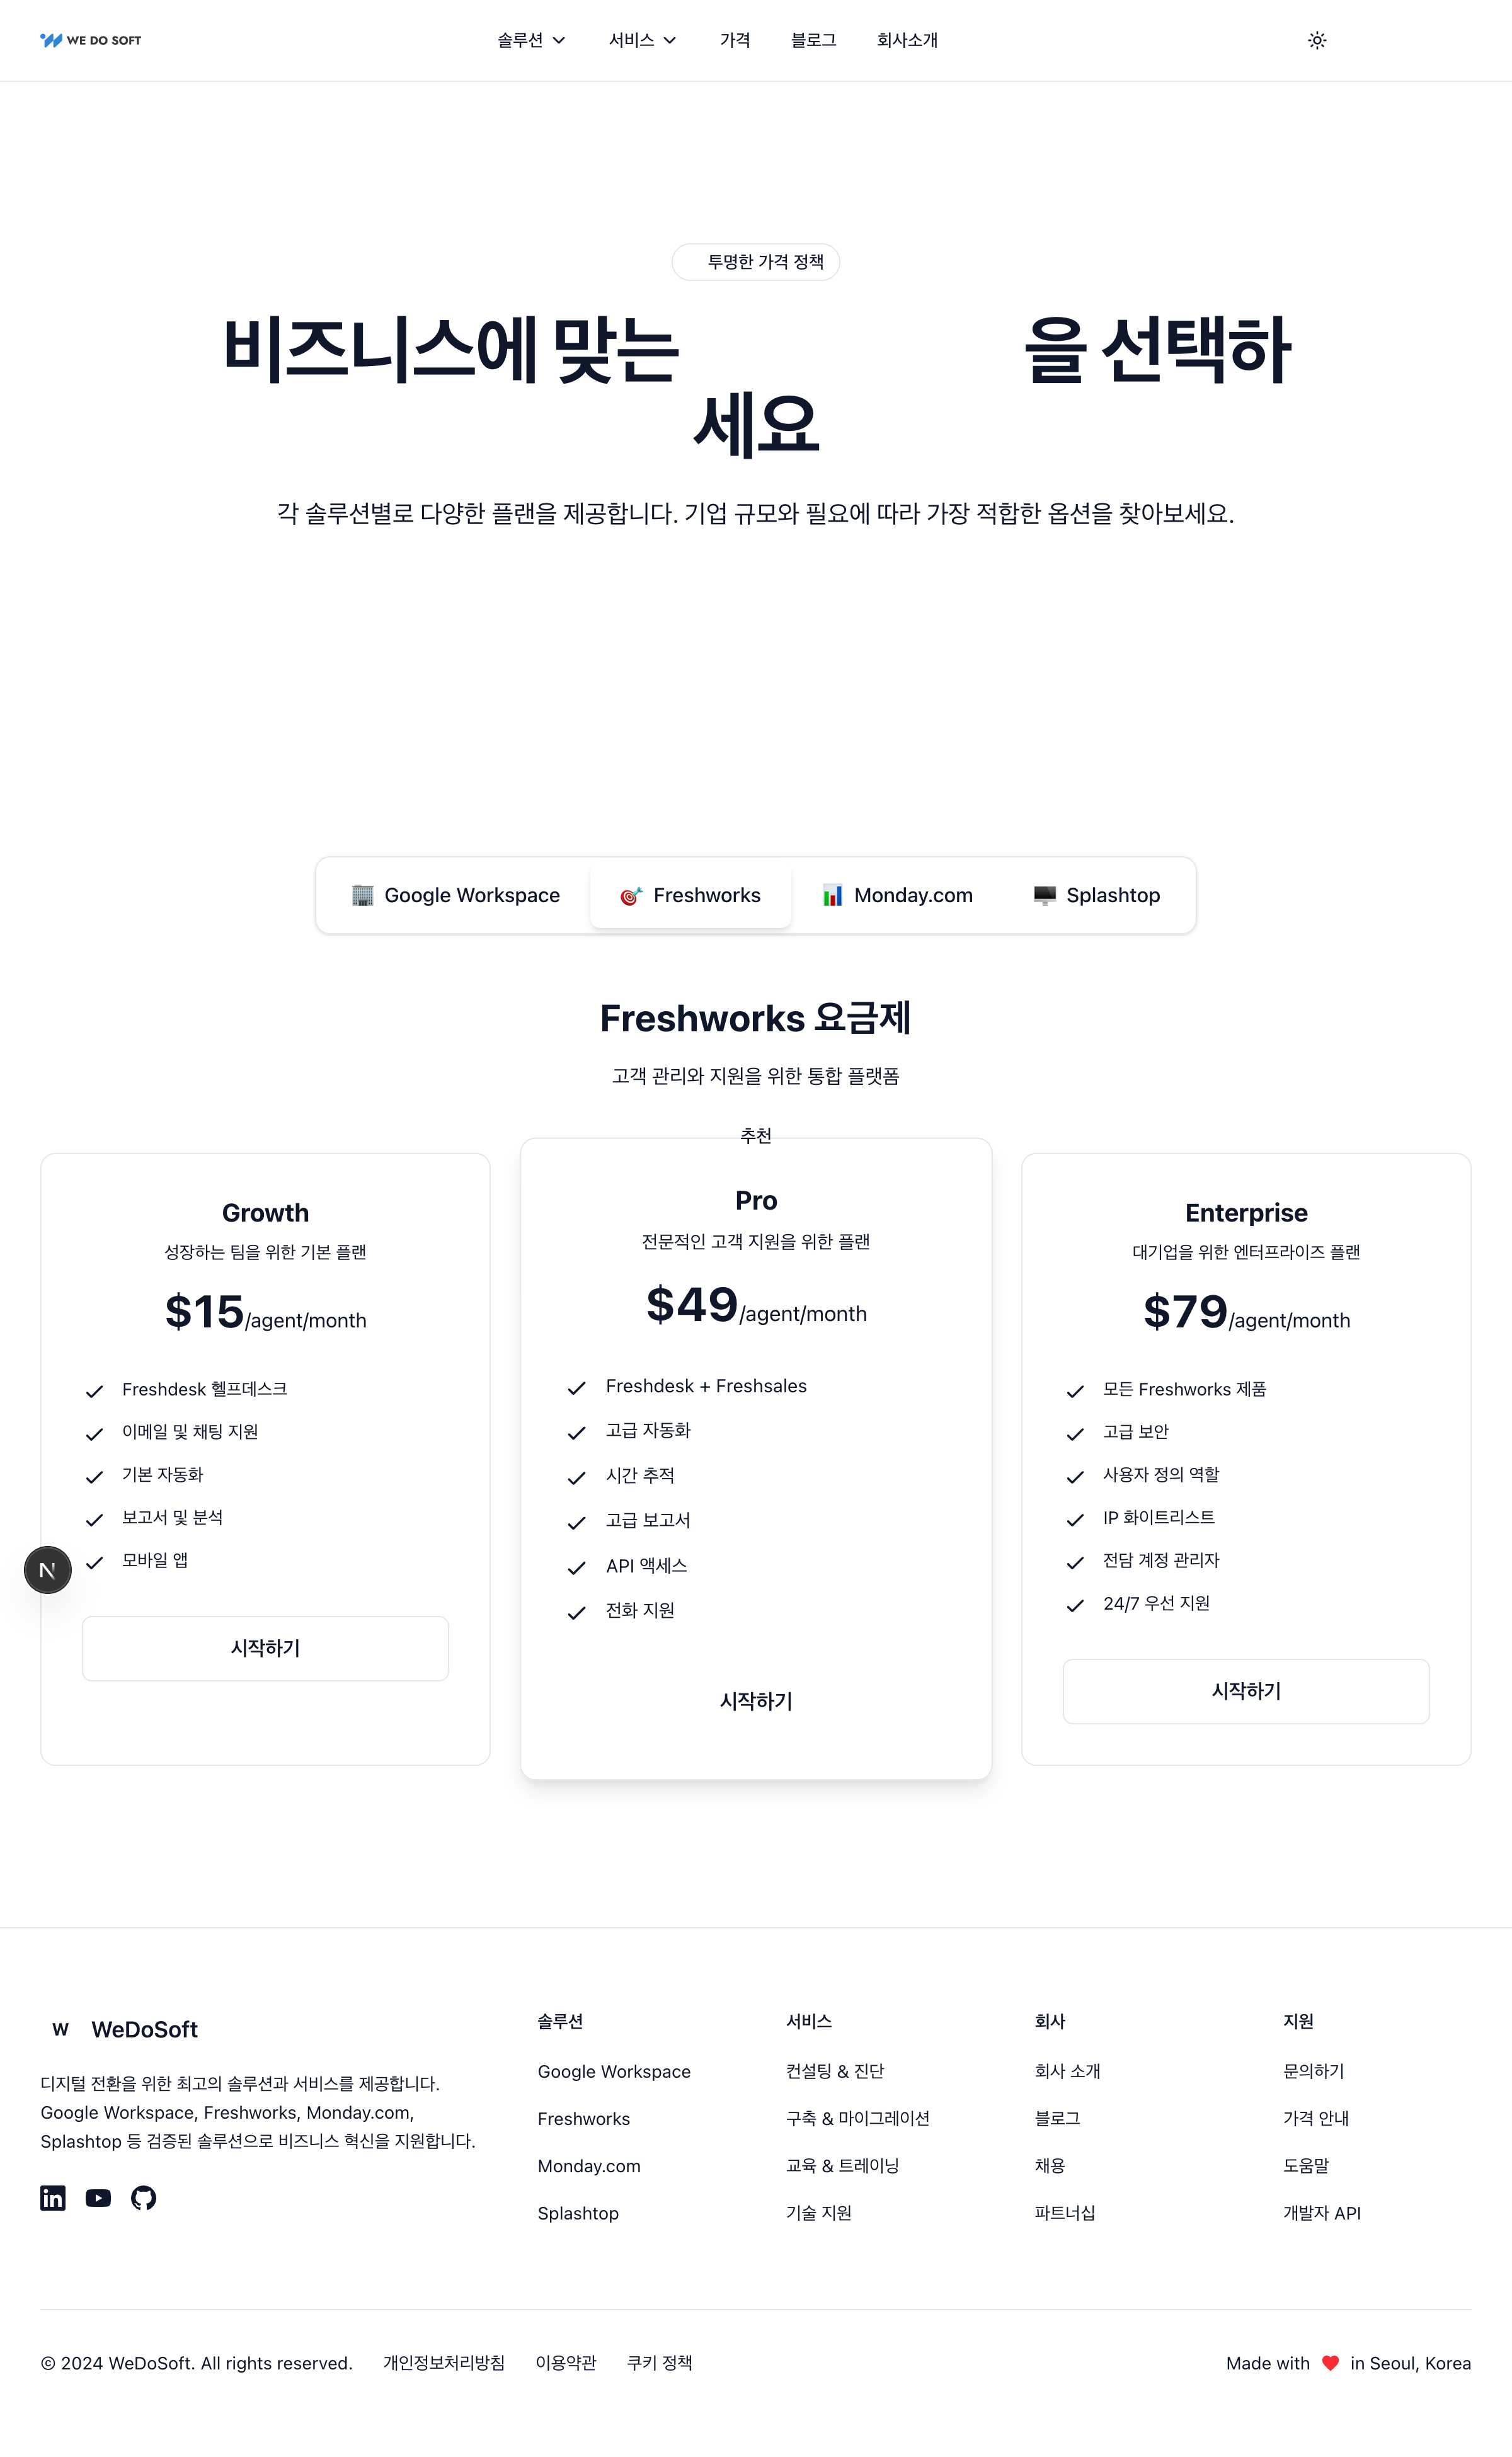 WE DO SOFT
솔루션
서비스
가격
블로그
회사소개
투명한 가격 정책
비즈니스에 맞는 을 선택하
세요
각 솔루션별로 다양한 플랜을 제공합니다. 기업 규모와 필요에 따라 가장 적합한 옵션을 찾아보세요.
Google Workspace
Freshworks
Monday.com
Splashtop
Freshworks 요금제
고객 관리와 지원을 위한 통합 플랫폼
Growth
성장하는 팀을 위한 기본 플랜
$15/agent/month
Freshdesk 헬프데스크
이메일 및 채팅 지원
기본 자동화
보고서 및 분석
모바일 앱
시작하기
추천
Pro
전문적인 고객 지원을 위한 플랜
$49/agent/month
Freshdesk + Freshsales
고급 자동화
시간 추적
고급 보고서
API 액세스
전화 지원
시작하기
Enterprise
대기업을 위한 엔터프라이즈 플랜
$79/agent/month
모든 Freshworks 제품
고급 보안
사용자 정의 역할
IP 화이트리스트
전담 계정 관리자
24/7 우선 지원
시작하기
N
W WeDoSoft
디지털 전환을 위한 최고의 솔루션과 서비스를 제공합니다.
Google Workspace, Freshworks, Monday.com,
Splashtop 등 검증된 솔루션으로 비즈니스 혁신을 지원합니다.
in
솔루션
Google Workspace
Freshworks
Monday.com
Splashtop
서비스
컨설팅 & 진단
구축 & 마이그레이션
교육 & 트레이닝
기술 지원
회사
회사 소개
블로그
채용
파트너십
지원
문의하기
가격 안내
도움말
개발자 API
© 2024 WeDoSoft. All rights reserved.
개인정보처리방침
이용약관
쿠키 정책
Made with ❤️ in Seoul, Korea